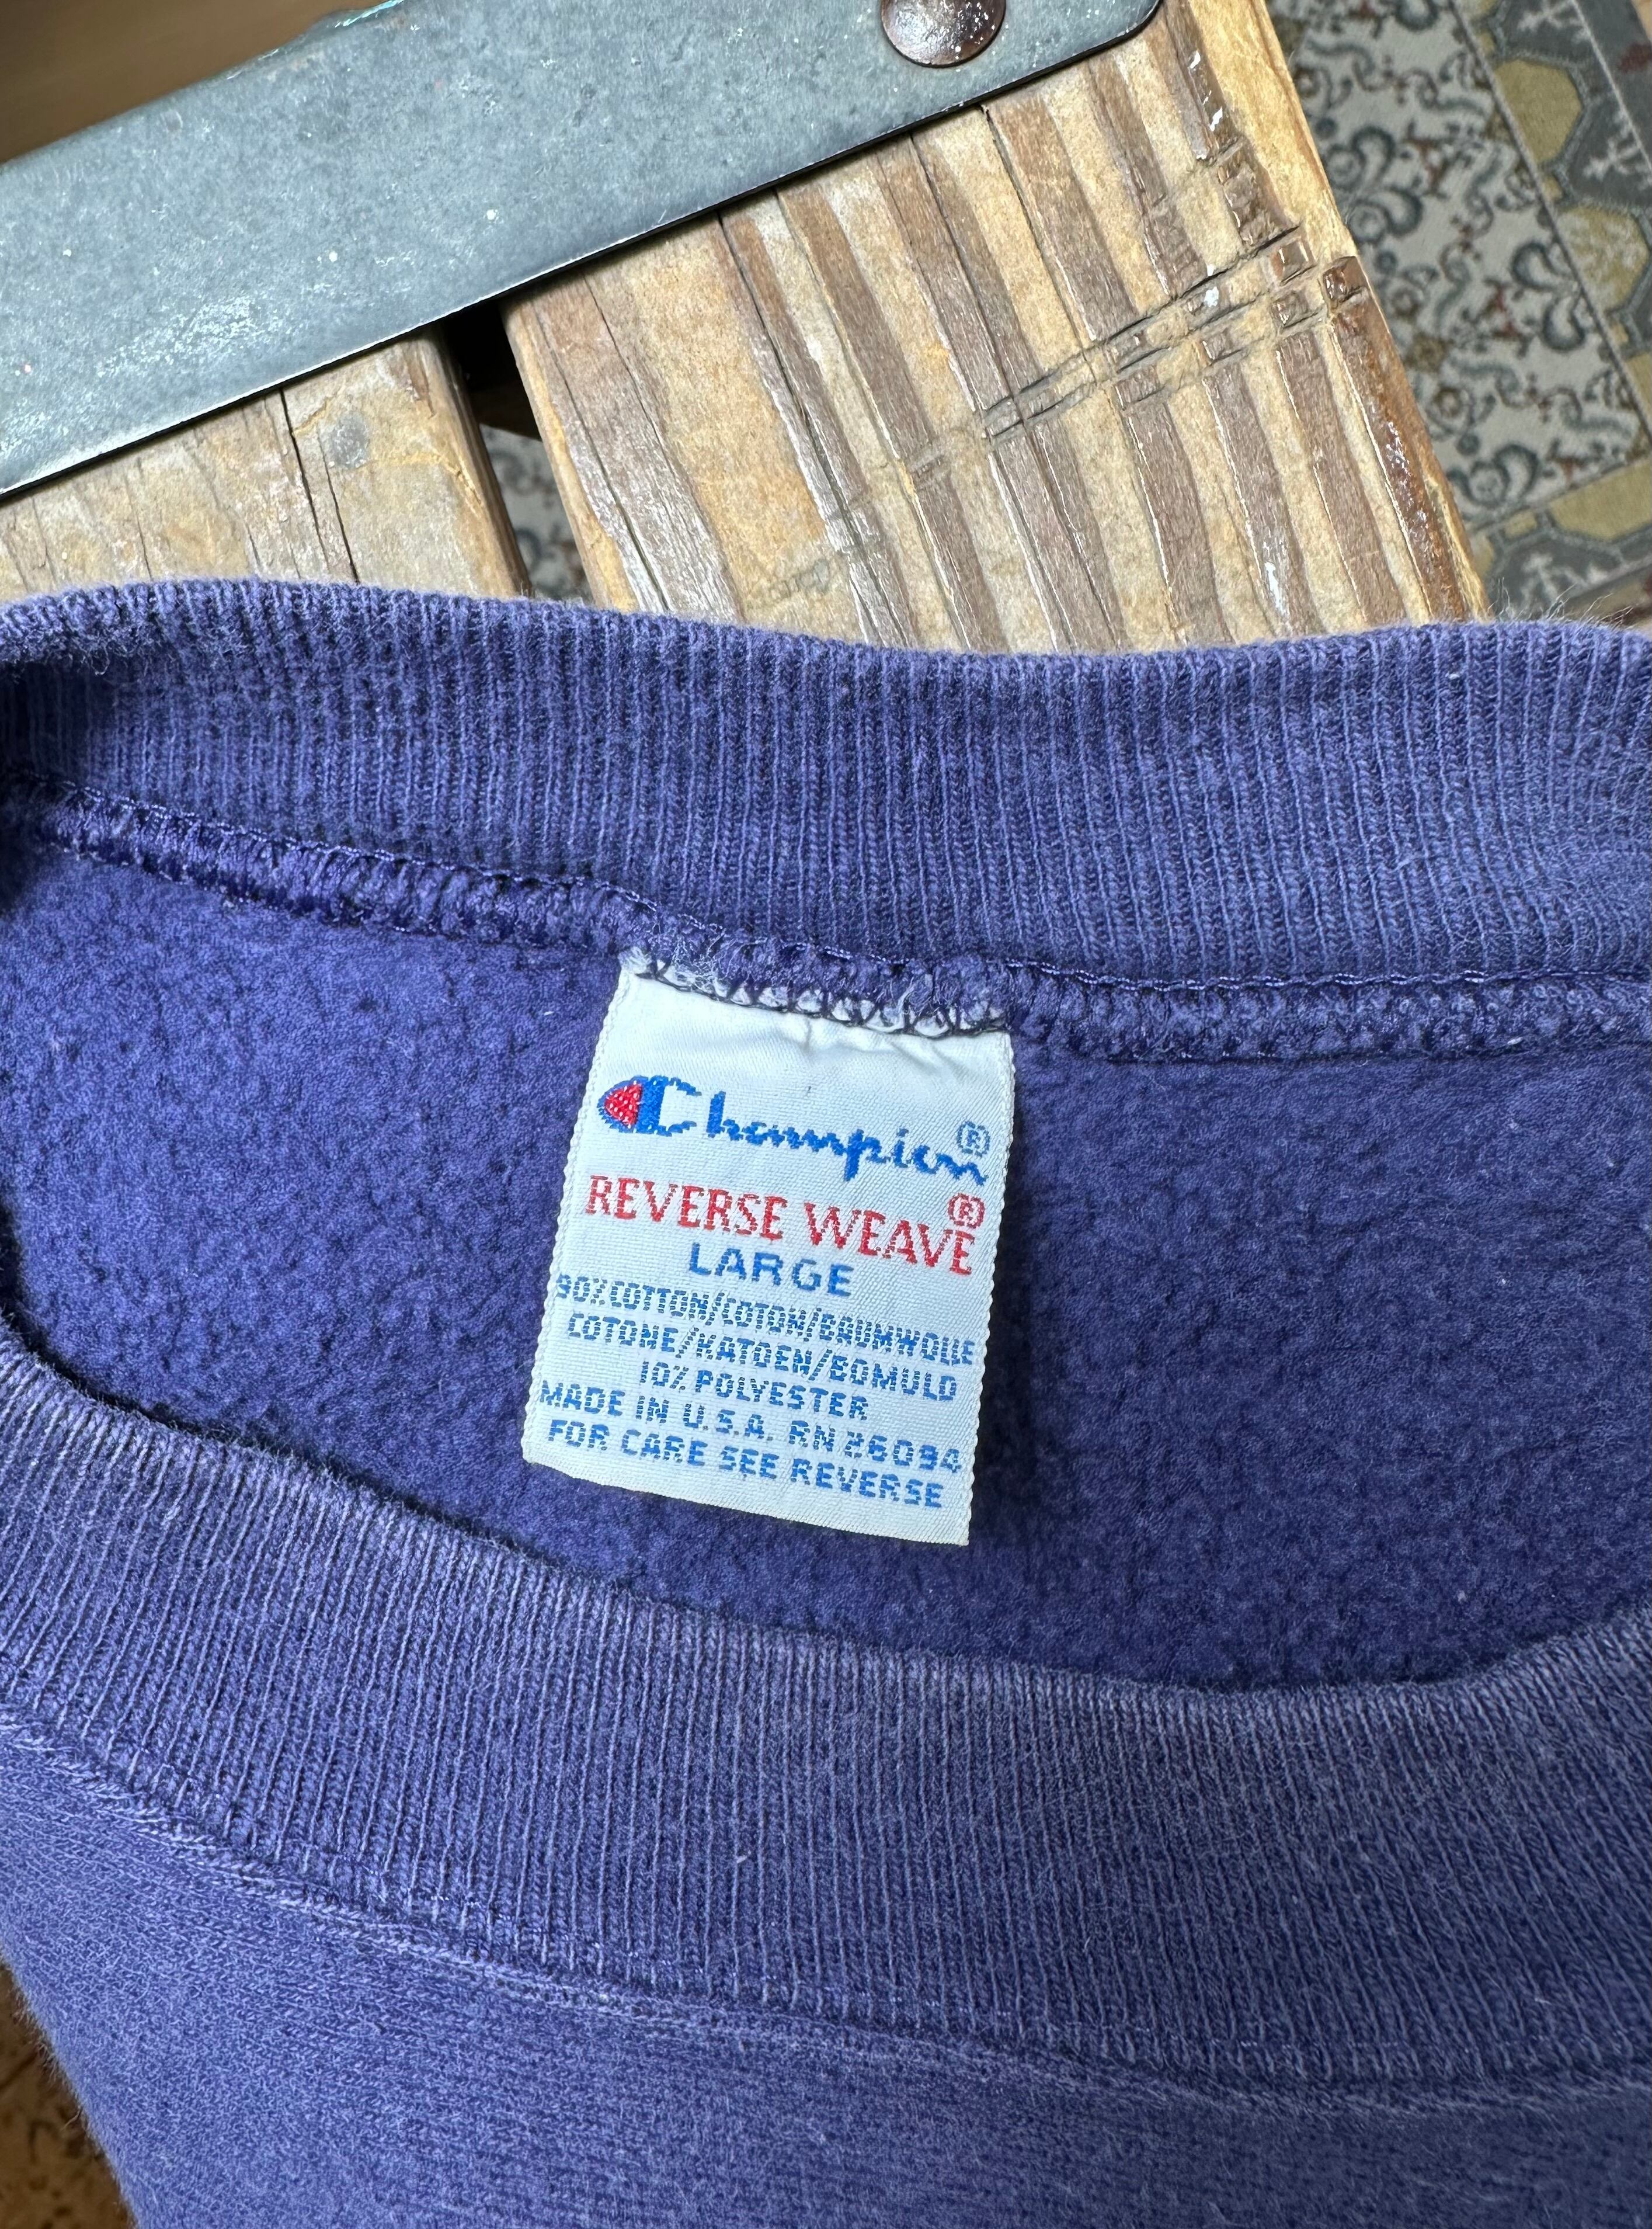 Champion®
REVERSE WEAVE®
LARGE
90% COTTON/COTON/BAUMWOLLE
COTONE/KATOEN/BOMULD
10% POLYESTER
MADE IN U.S.A. RN 26094
FOR CARE SEE REVERSE